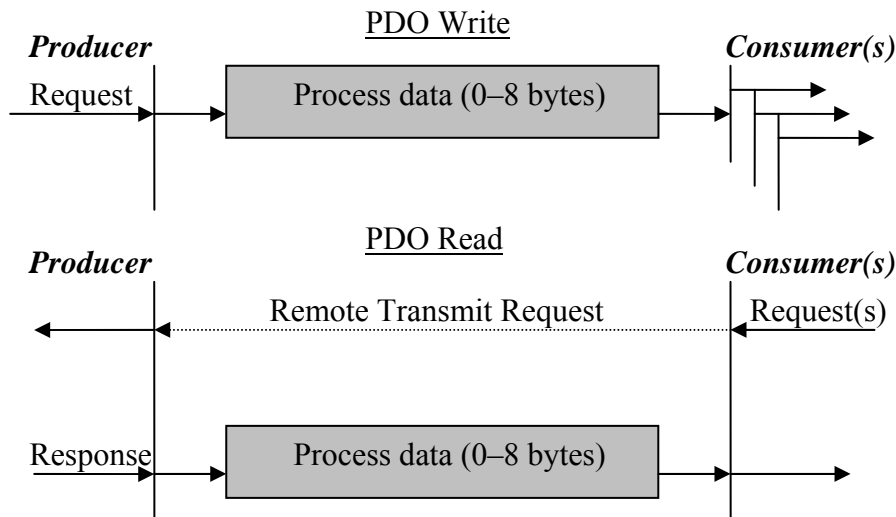 PDO Write
Producer Consumer(s)
Request Process data (0–8 bytes)
PDO Read
Producer Consumer(s)
Remote Transmit Request Request(s)
Response Process data (0–8 bytes)